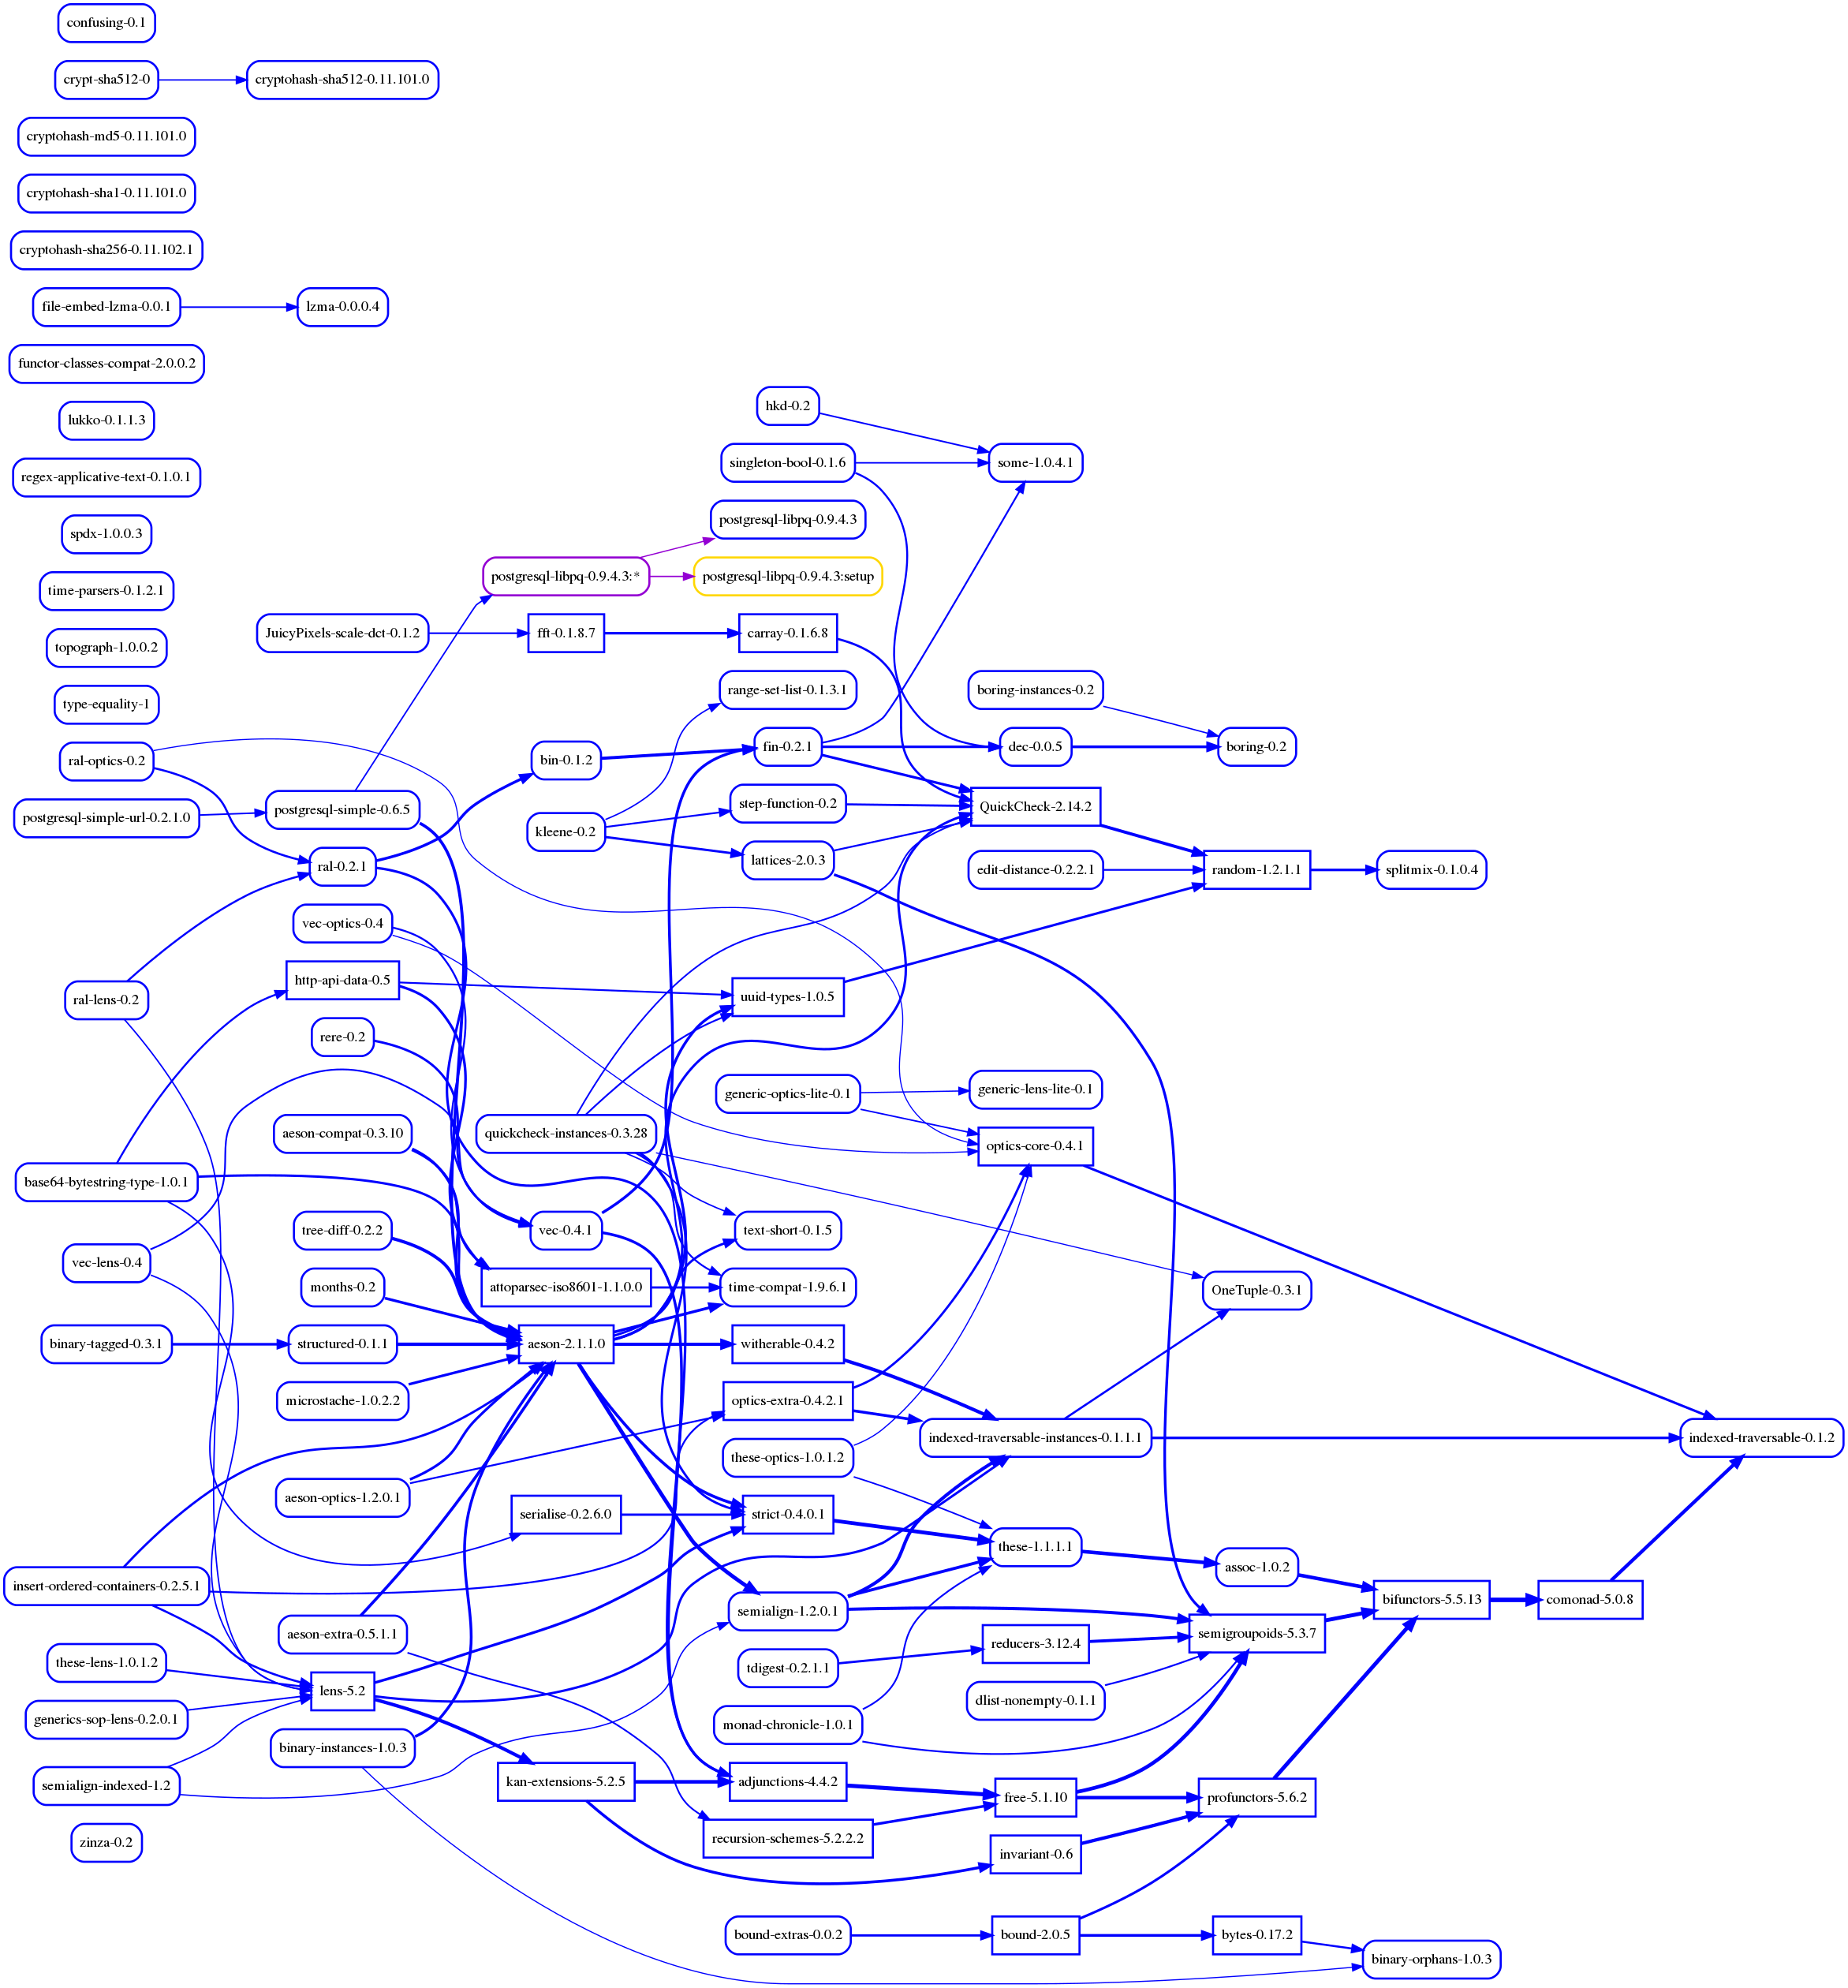 confusing-0.1
crypt-sha512-0
cryptohash-sha512-0.11.101.0
cryptohash-md5-0.11.101.0
cryptohash-sha1-0.11.101.0
cryptohash-sha256-0.11.102.1
file-embed-lzma-0.0.1
lzma-0.0.0.4
functor-classes-compat-2.0.0.2
hkd-0.2
lukko-0.1.1.3
singleton-bool-0.1.6
some-1.0.4.1
regex-applicative-text-0.1.0.1
postgresql-libpq-0.9.4.3
spdx-1.0.0.3
postgresql-libpq-0.9.4.3:*
postgresql-libpq-0.9.4.3:setup
time-parsers-0.1.2.1
JuicyPixels-scale-dct-0.1.2
fft-0.1.8.7
carray-0.1.6.8
topograph-1.0.0.2
range-set-list-0.1.3.1
boring-instances-0.2
type-equality-1
fin-0.2.1
dec-0.0.5
boring-0.2
ral-optics-0.2
bin-0.1.2
step-function-0.2
QuickCheck-2.14.2
postgresql-simple-url-0.2.1.0
postgresql-simple-0.6.5
kleene-0.2
ral-0.2.1
lattices-2.0.3
edit-distance-0.2.2.1
random-1.2.1.1
splitmix-0.1.0.4
vec-optics-0.4
http-api-data-0.5
ral-lens-0.2
uuid-types-1.0.5
rere-0.2
generic-optics-lite-0.1
generic-lens-lite-0.1
aeson-compat-0.3.10
quickcheck-instances-0.3.28
optics-core-0.4.1
base64-bytestring-type-1.0.1
tree-diff-0.2.2
vec-0.4.1
text-short-0.1.5
vec-lens-0.4
months-0.2
attoparsec-iso8601-1.1.0.0
time-compat-1.9.6.1
OneTuple-0.3.1
binary-tagged-0.3.1
structured-0.1.1
aeson-2.1.1.0
witherable-0.4.2
microstache-1.0.2.2
optics-extra-0.4.2.1
indexed-traversable-instances-0.1.1.1
indexed-traversable-0.1.2
these-optics-1.0.1.2
aeson-optics-1.2.0.1
serialise-0.2.6.0
strict-0.4.0.1
these-1.1.1.1
assoc-1.0.2
insert-ordered-containers-0.2.5.1
bifunctors-5.5.13
comonad-5.0.8
semialign-1.2.0.1
aeson-extra-0.5.1.1
semigroupoids-5.3.7
reducers-3.12.4
these-lens-1.0.1.2
tdigest-0.2.1.1
lens-5.2
dlist-nonempty-0.1.1
generics-sop-lens-0.2.0.1
monad-chronicle-1.0.1
binary-instances-1.0.3
semialign-indexed-1.2
kan-extensions-5.2.5
adjunctions-4.4.2
free-5.1.10
profunctors-5.6.2
zinza-0.2
recursion-schemes-5.2.2.2
invariant-0.6
bound-extras-0.0.2
bound-2.0.5
bytes-0.17.2
binary-orphans-1.0.3